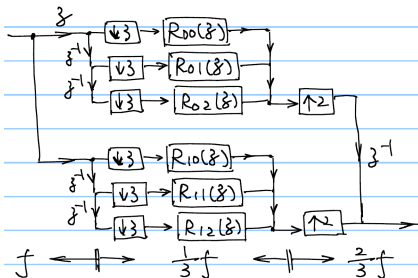 z
↓3 R00(z)
z⁻¹
↓3 R01(z)
z⁻¹
↓3 R02(z) ↑2
↓3 R10(z) z⁻¹
z⁻¹
↓3 R11(z)
z⁻¹
↓3 R12(z) ↑2
f 1/3 f 2/3 f